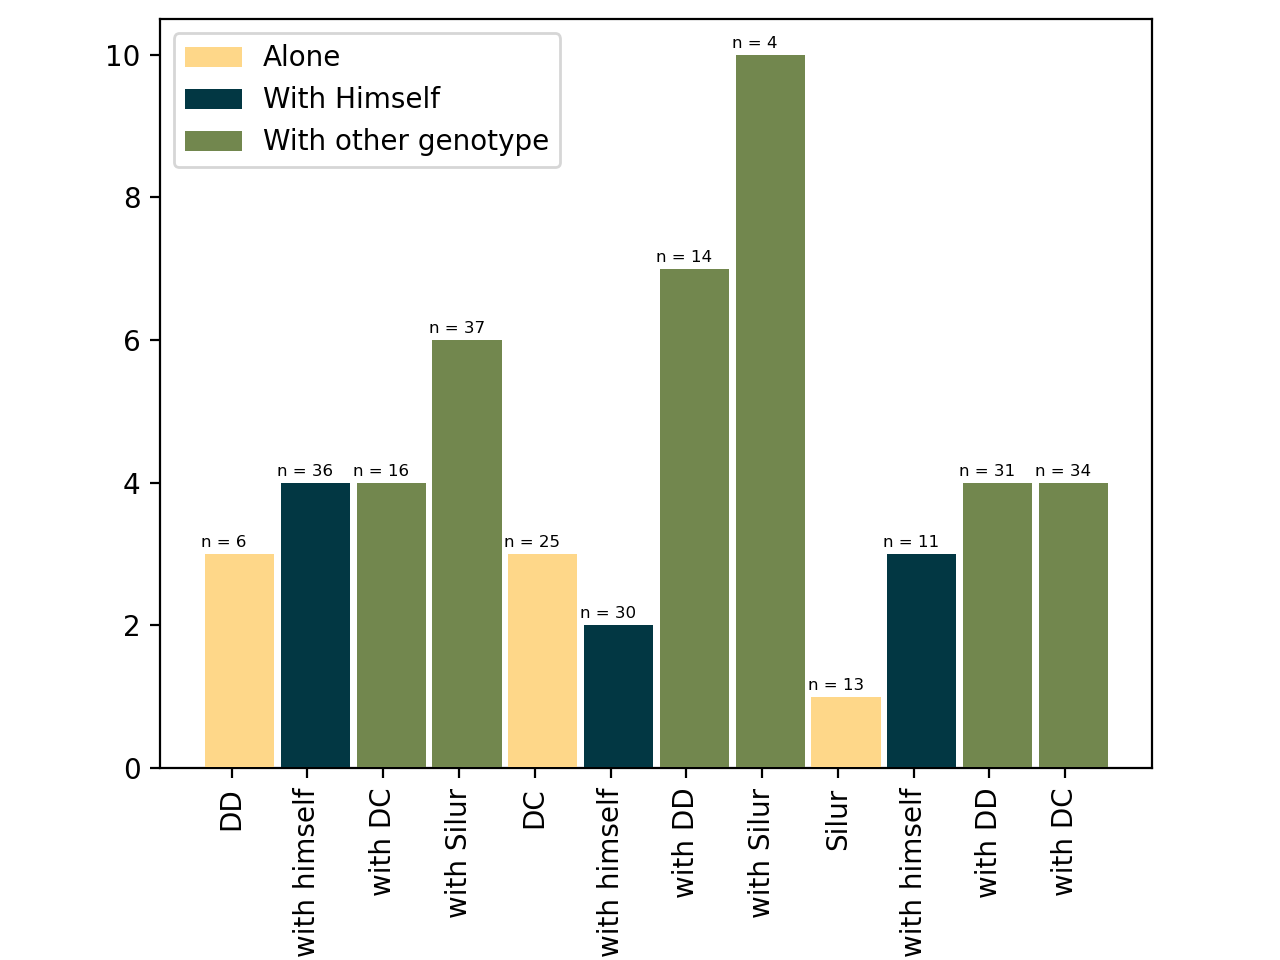 Alone
With Himself
With other genotype
10
8
6
4
2
0
n = 6
n = 36
n = 16
n = 37
n = 25
n = 30
n = 14
n = 4
n = 13
n = 11
n = 31
n = 34
DD
with himself
with DC
with Silur
DC
with himself
with DD
with Silur
Silur
with himself
with DD
with DC